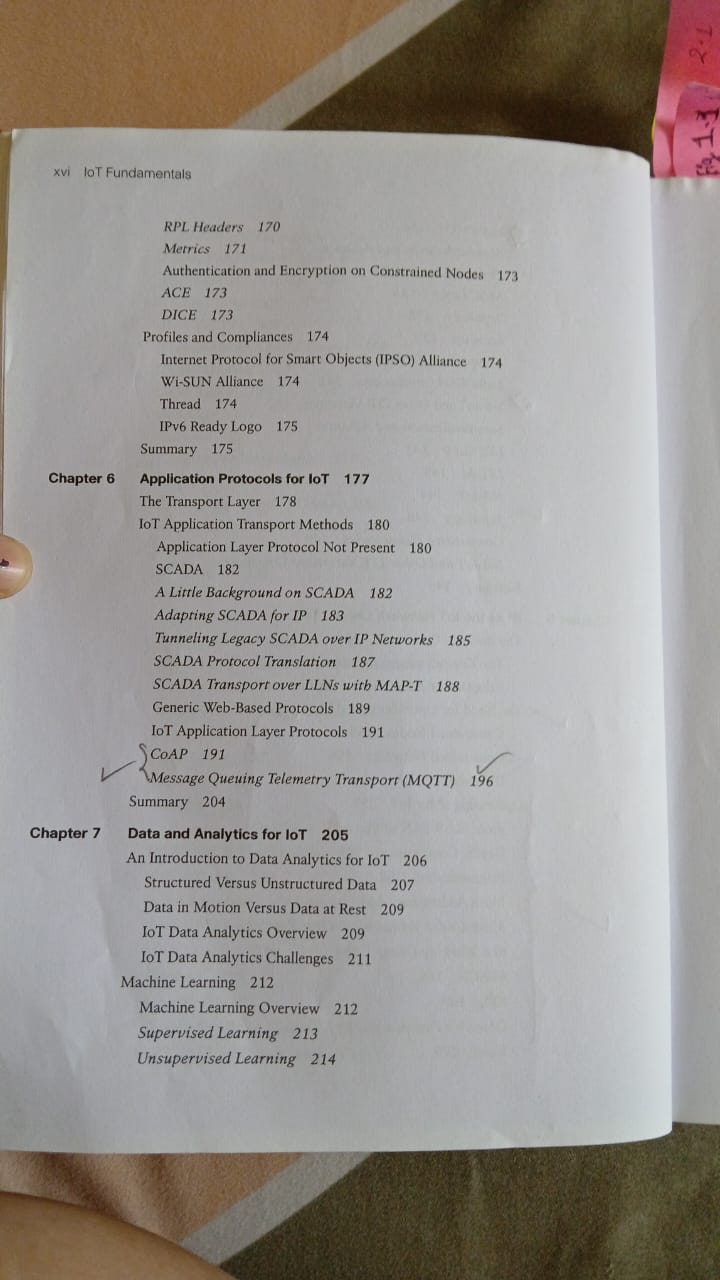 2.1
1.1
xvi IoT Fundamentals
RPL Headers 170
Metrics 171
Authentication and Encryption on Constrained Nodes 173
ACE 173
DICE 173
Profiles and Compliances 174
Internet Protocol for Smart Objects (IPSO) Alliance 174
Wi-SUN Alliance 174
Thread 174
IPv6 Ready Logo 175
Summary 175
Chapter 6 Application Protocols for IoT 177
The Transport Layer 178
IoT Application Transport Methods 180
Application Layer Protocol Not Present 180
SCADA 182
A Little Background on SCADA 182
Adapting SCADA for IP 183
Tunneling Legacy SCADA over IP Networks 185
SCADA Protocol Translation 187
SCADA Transport over LLNs with MAP-T 188
Generic Web-Based Protocols 189
IoT Application Layer Protocols 191
CoAP 191
Message Queuing Telemetry Transport (MQTT) 196
Summary 204
Chapter 7 Data and Analytics for IoT 205
An Introduction to Data Analytics for IoT 206
Structured Versus Unstructured Data 207
Data in Motion Versus Data at Rest 209
IoT Data Analytics Overview 209
IoT Data Analytics Challenges 211
Machine Learning 212
Machine Learning Overview 212
Supervised Learning 213
Unsupervised Learning 214